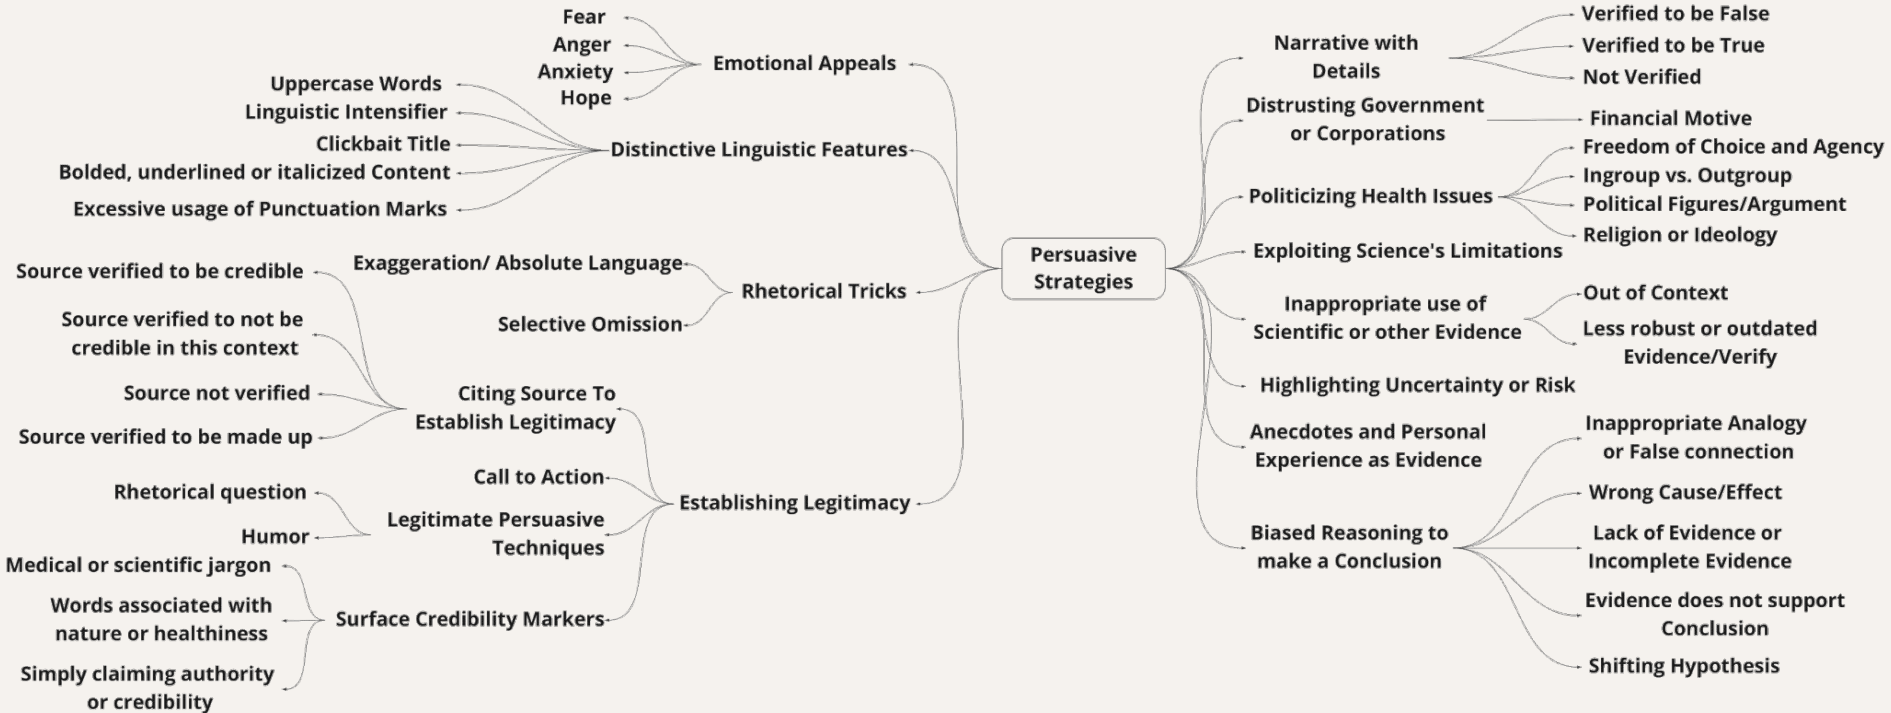 Persuasive
Strategies
Emotional Appeals
Fear
Anger
Anxiety
Hope
Distinctive Linguistic Features
Uppercase Words
Linguistic Intensifier
Clickbait Title
Bolded, underlined or italicized Content
Excessive usage of Punctuation Marks
Rhetorical Tricks
Exaggeration/ Absolute Language
Selective Omission
Establishing Legitimacy
Citing Source To
Establish Legitimacy
Source verified to be credible
Source verified to not be
credible in this context
Source not verified
Source verified to be made up
Call to Action
Legitimate Persuasive
Techniques
Rhetorical question
Humor
Surface Credibility Markers
Medical or scientific jargon
Words associated with
nature or healthiness
Simply claiming authority
or credibility
Narrative with
Details
Verified to be False
Verified to be True
Not Verified
Distrusting Government
or Corporations
Financial Motive
Politicizing Health Issues
Freedom of Choice and Agency
Ingroup vs. Outgroup
Political Figures/Argument
Religion or Ideology
Exploiting Science's Limitations
Inappropriate use of
Scientific or other Evidence
Out of Context
Less robust or outdated
Evidence/Verify
Highlighting Uncertainty or Risk
Anecdotes and Personal
Experience as Evidence
Biased Reasoning to
make a Conclusion
Inappropriate Analogy
or False connection
Wrong Cause/Effect
Lack of Evidence or
Incomplete Evidence
Evidence does not support
Conclusion
Shifting Hypothesis